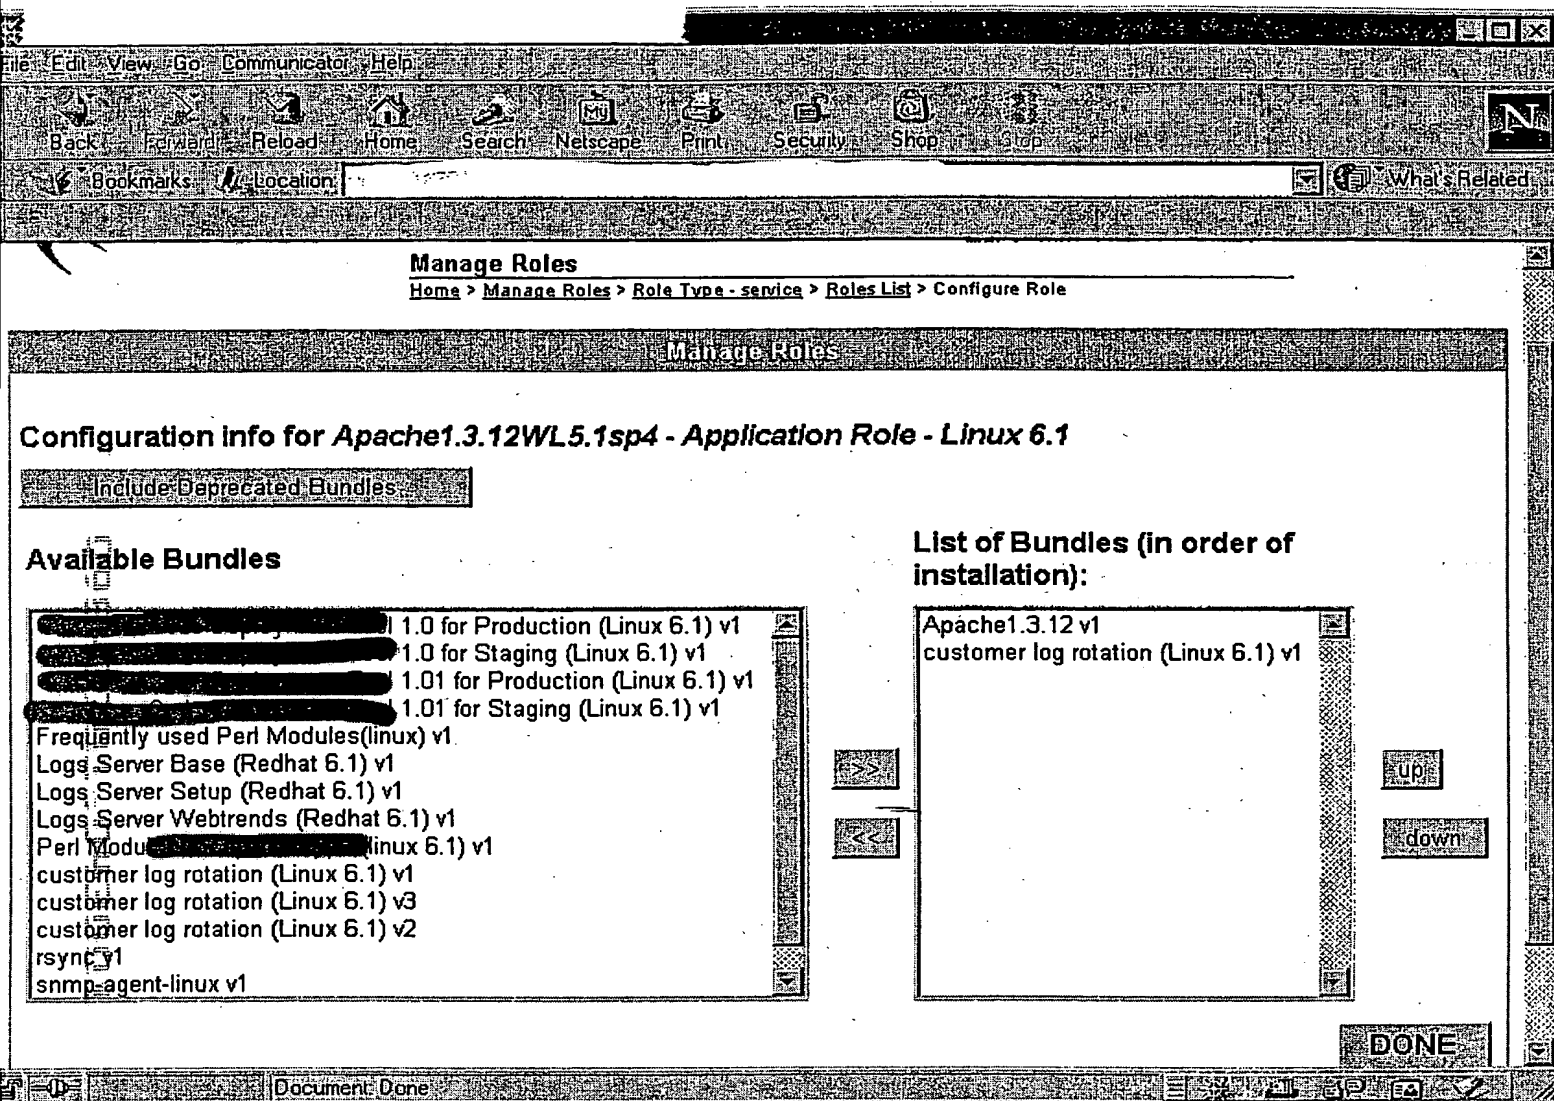 File Edit View Go Communicator Help
Back Forward Reload Home Search Netscape Print Security Shop Stop
Bookmarks Location: What's Related
Manage Roles
Home > Manage Roles > Role Type - service > Roles List > Configure Role
Manage Roles
Configuration info for Apache1.3.12WL5.1sp4 - Application Role - Linux 6.1
Include Deprecated Bundles
Available Bundles
1.0 for Production (Linux 6.1) v1
1.0 for Staging (Linux 6.1) v1
1.01 for Production (Linux 6.1) v1
1.01 for Staging (Linux 6.1) v1
Frequently used Perl Modules(linux) v1
Logs Server Base (Redhat 6.1) v1
Logs Server Setup (Redhat 6.1) v1
Logs Server Webtrends (Redhat 6.1) v1
Perl Modu linux 6.1) v1
customer log rotation (Linux 6.1) v1
customer log rotation (Linux 6.1) v3
customer log rotation (Linux 6.1) v2
rsync v1
snmp-agent-linux v1
>>
<<
List of Bundles (in order of
installation):
Apache1.3.12 v1
customer log rotation (Linux 6.1) v1
up
down
DONE
Document: Done